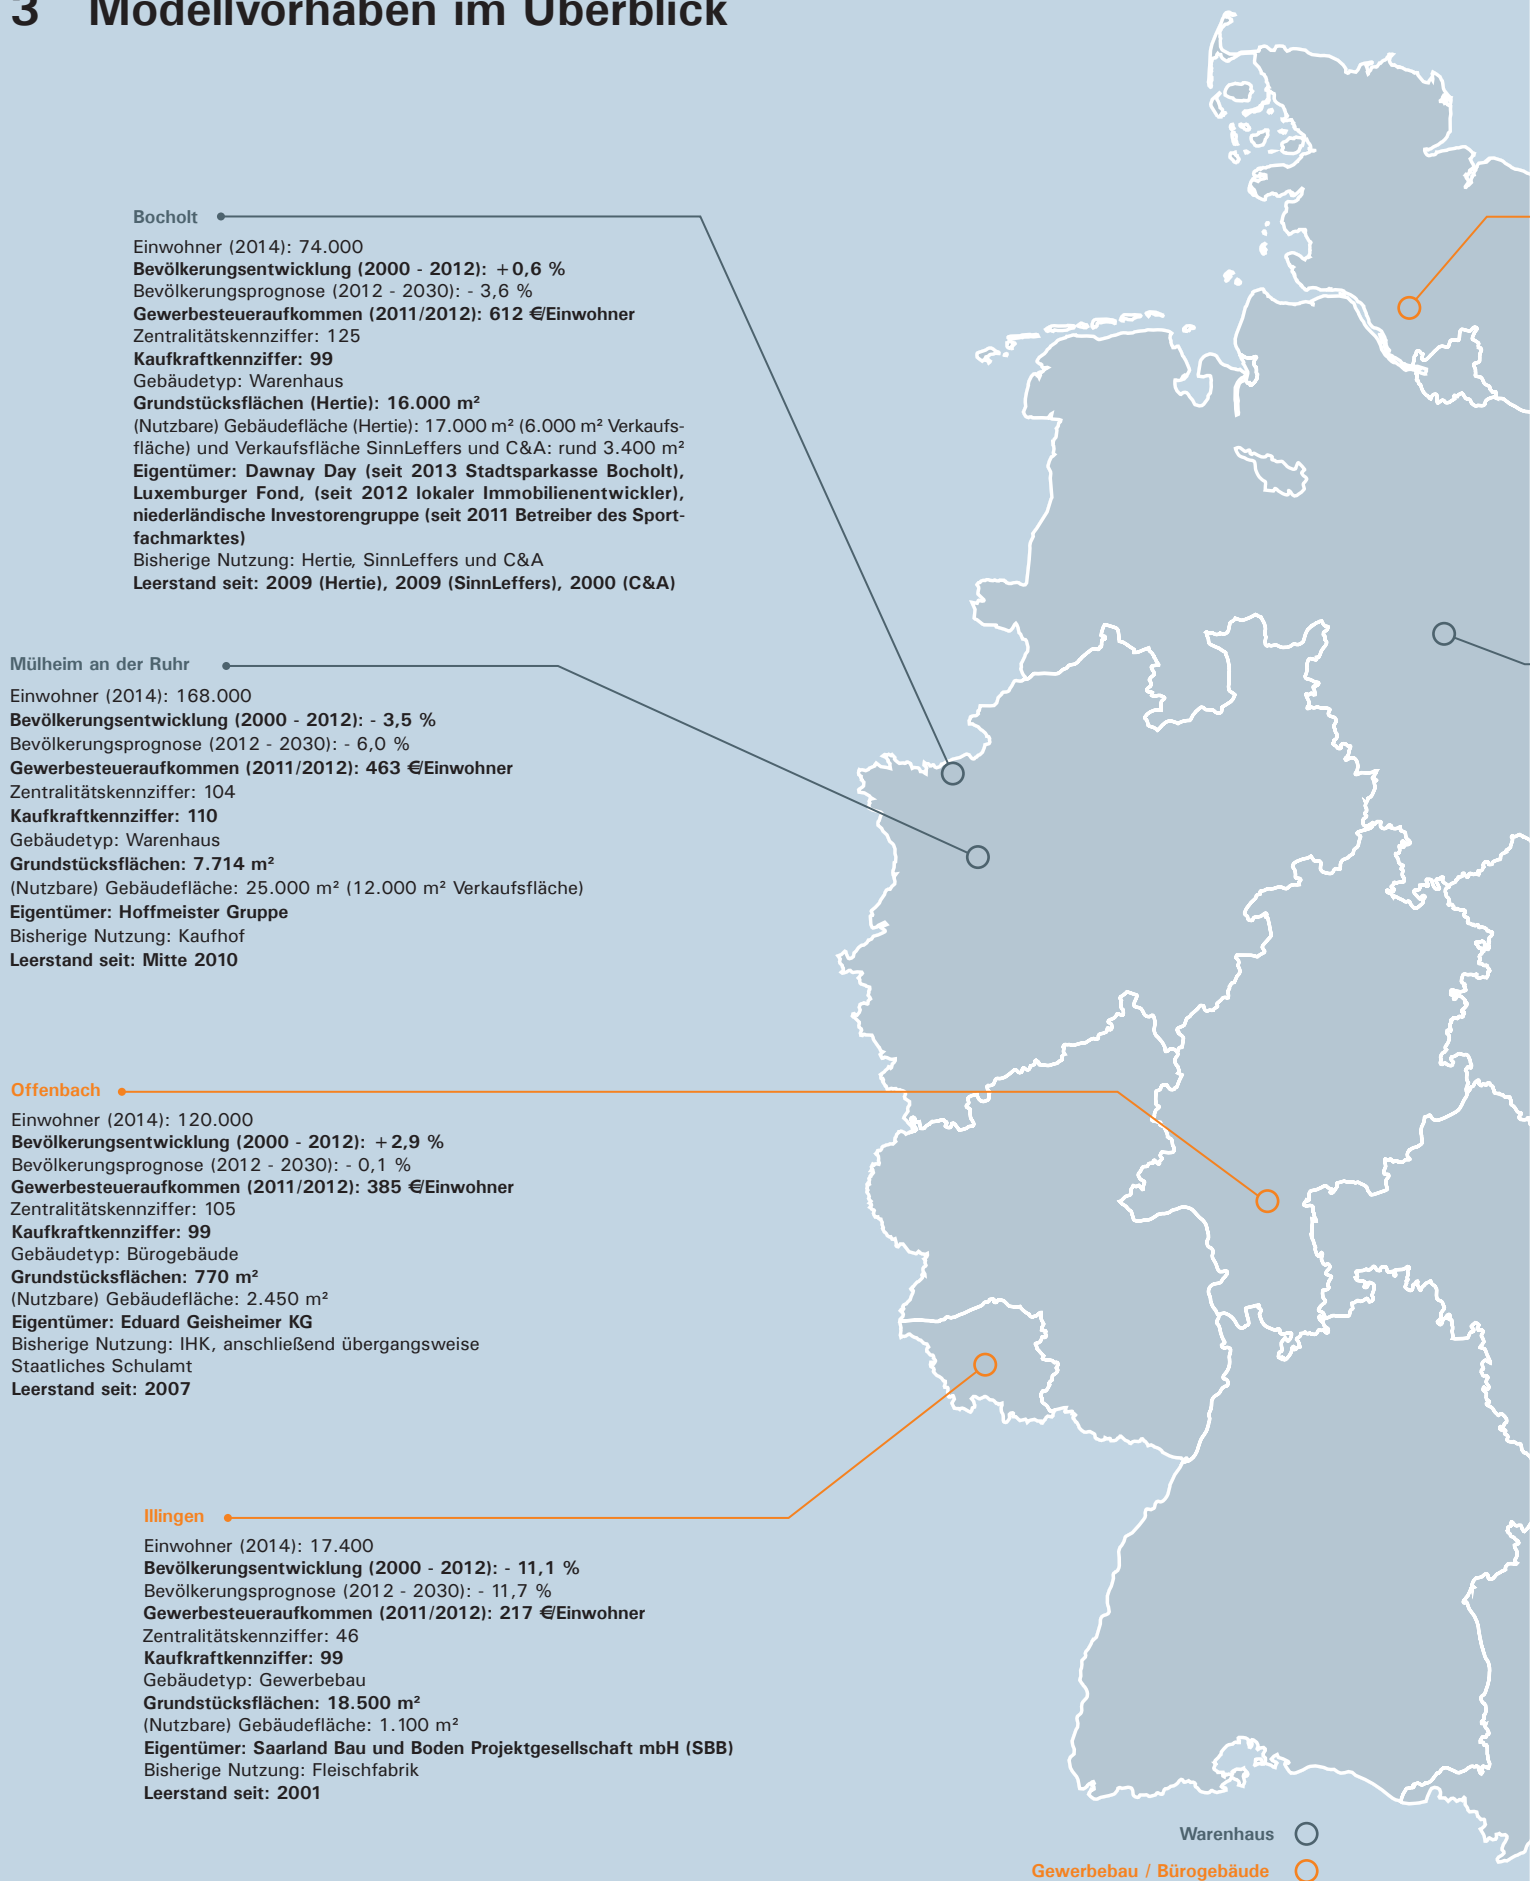 3 Modellvorhaben im Überblick
Bocholt
Einwohner (2014): 74.000
Bevölkerungsentwicklung (2000 - 2012): +0,6 %
Bevölkerungsprognose (2012 - 2030): - 3,6 %
Gewerbesteueraufkommen (2011/2012): 612 €/Einwohner
Zentralitätskennziffer: 125
Kaufkraftkennziffer: 99
Gebäudetyp: Warenhaus
Grundstücksflächen (Hertie): 16.000 m²
(Nutzbare) Gebäudefläche (Hertie): 17.000 m² (6.000 m² Verkaufs-
fläche) und Verkaufsfläche SinnLeffers und C&A: rund 3.400 m²
Eigentümer: Dawnay Day (seit 2013 Stadtsparkasse Bocholt),
Luxemburger Fond, (seit 2012 lokaler Immobilienentwickler),
niederländische Investorengruppe (seit 2011 Betreiber des Sport-
fachmarktes)
Bisherige Nutzung: Hertie, SinnLeffers und C&A
Leerstand seit: 2009 (Hertie), 2009 (SinnLeffers), 2000 (C&A)
Mülheim an der Ruhr
Einwohner (2014): 168.000
Bevölkerungsentwicklung (2000 - 2012): - 3,5 %
Bevölkerungsprognose (2012 - 2030): - 6,0 %
Gewerbesteueraufkommen (2011/2012): 463 €/Einwohner
Zentralitätskennziffer: 104
Kaufkraftkennziffer: 110
Gebäudetyp: Warenhaus
Grundstücksflächen: 7.714 m²
(Nutzbare) Gebäudefläche: 25.000 m² (12.000 m² Verkaufsfläche)
Eigentümer: Hoffmeister Gruppe
Bisherige Nutzung: Kaufhof
Leerstand seit: Mitte 2010
Offenbach
Einwohner (2014): 120.000
Bevölkerungsentwicklung (2000 - 2012): +2,9 %
Bevölkerungsprognose (2012 - 2030): - 0,1 %
Gewerbesteueraufkommen (2011/2012): 385 €/Einwohner
Zentralitätskennziffer: 105
Kaufkraftkennziffer: 99
Gebäudetyp: Bürogebäude
Grundstücksflächen: 770 m²
(Nutzbare) Gebäudefläche: 2.450 m²
Eigentümer: Eduard Geisheimer KG
Bisherige Nutzung: IHK, anschließend übergangsweise
Staatliches Schulamt
Leerstand seit: 2007
Illingen
Einwohner (2014): 17.400
Bevölkerungsentwicklung (2000 - 2012): - 11,1 %
Bevölkerungsprognose (2012 - 2030): - 11,7 %
Gewerbesteueraufkommen (2011/2012): 217 €/Einwohner
Zentralitätskennziffer: 46
Kaufkraftkennziffer: 99
Gebäudetyp: Gewerbebau
Grundstücksflächen: 18.500 m²
(Nutzbare) Gebäudefläche: 1.100 m²
Eigentümer: Saarland Bau und Boden Projektgesellschaft mbH (SBB)
Bisherige Nutzung: Fleischfabrik
Leerstand seit: 2001
Warenhaus
Gewerbebau / Bürogebäude